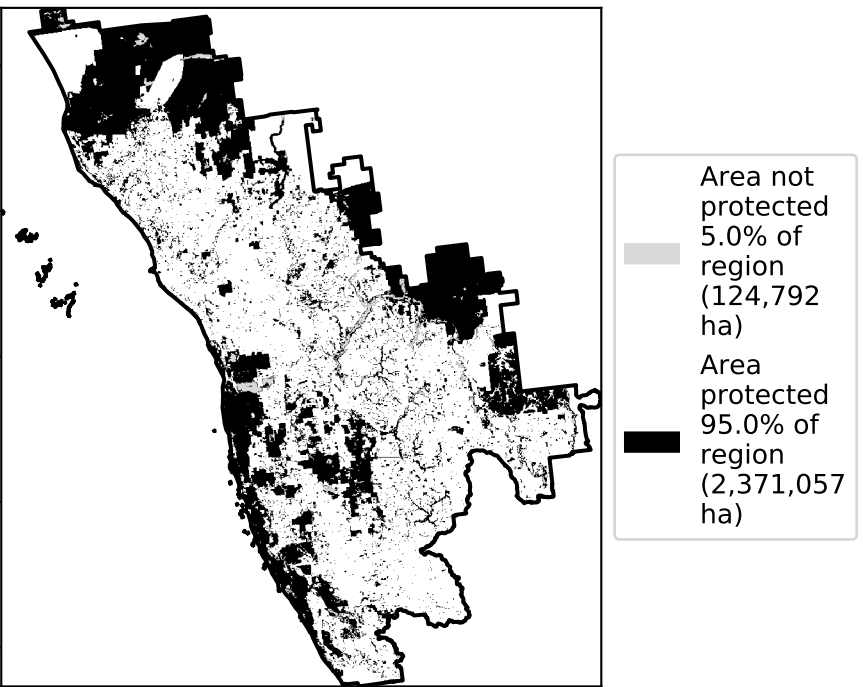 Area not
protected
5.0% of
region
(124,792
ha)
Area
protected
95.0% of
region
(2,371,057
ha)